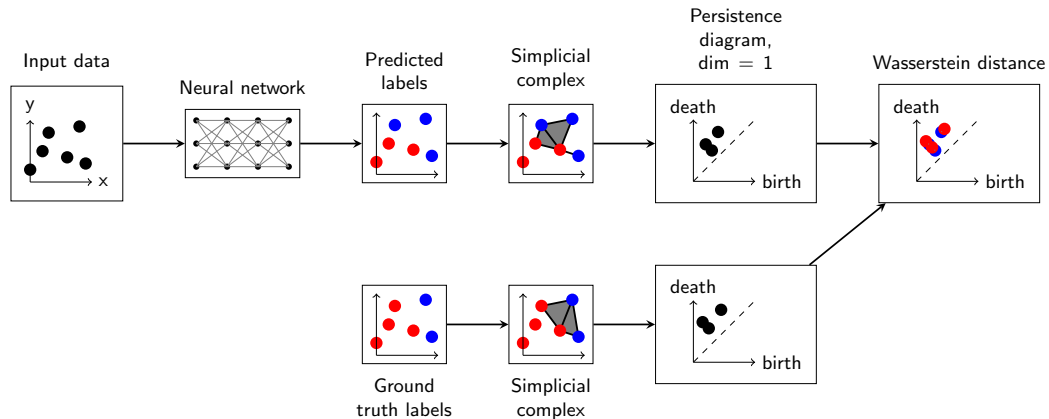 Input data
y
x
Neural network
Predicted
labels
Simplicial
complex
Persistence
diagram,
dim = 1
death
birth
Wasserstein distance
death
birth
Ground
truth labels
Simplicial
complex
death
birth